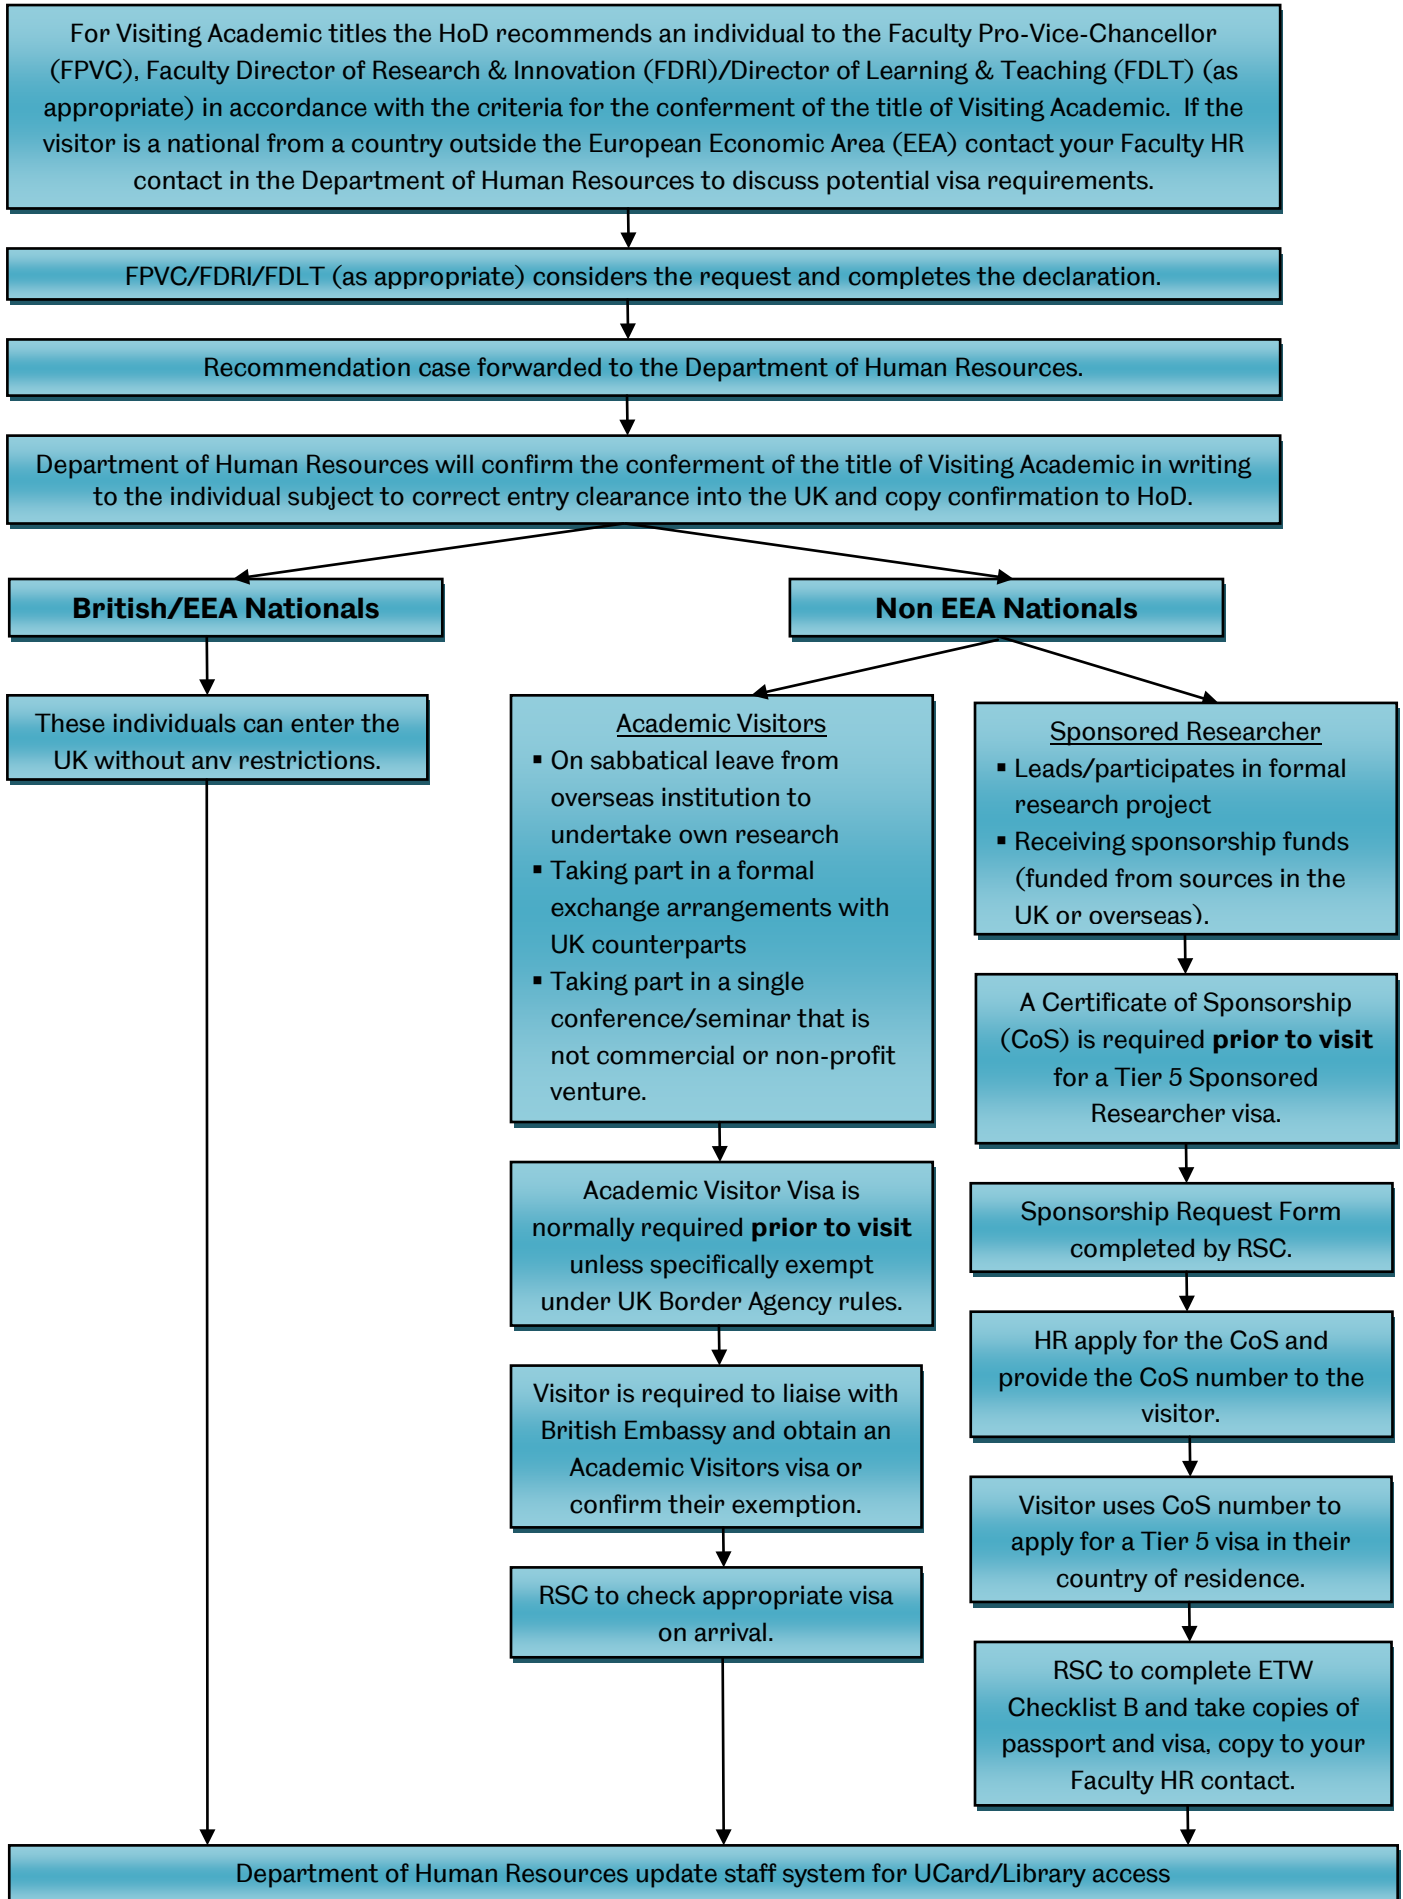 For Visiting Academic titles the HoD recommends an individual to the Faculty Pro-Vice-Chancellor
(FPVC), Faculty Director of Research & Innovation (FDRI)/Director of Learning & Teaching (FDLT) (as
appropriate) in accordance with the criteria for the conferment of the title of Visiting Academic.  If the
visitor is a national from a country outside the European Economic Area (EEA) contact your Faculty HR
contact in the Department of Human Resources to discuss potential visa requirements.
FPVC/FDRI/FDLT (as appropriate) considers the request and completes the declaration.
Recommendation case forwarded to the Department of Human Resources.
Department of Human Resources will confirm the conferment of the title of Visiting Academic in writing
to the individual subject to correct entry clearance into the UK and copy confirmation to HoD.
British/EEA Nationals
These individuals can enter the
UK without any restrictions.
Non EEA Nationals
Academic Visitors
▪ On sabbatical leave from
overseas institution to
undertake own research
▪ Taking part in a formal
exchange arrangements with
UK counterparts
▪ Taking part in a single
conference/seminar that is
not commercial or non-profit
venture.
Academic Visitor Visa is
normally required prior to visit
unless specifically exempt
under UK Border Agency rules.
Visitor is required to liaise with
British Embassy and obtain an
Academic Visitors visa or
confirm their exemption.
RSC to check appropriate visa
on arrival.
Sponsored Researcher
▪ Leads/participates in formal
research project
▪ Receiving sponsorship funds
(funded from sources in the
UK or overseas).
A Certificate of Sponsorship
(CoS) is required prior to visit
for a Tier 5 Sponsored
Researcher visa.
Sponsorship Request Form
completed by RSC.
HR apply for the CoS and
provide the CoS number to the
visitor.
Visitor uses CoS number to
apply for a Tier 5 visa in their
country of residence.
RSC to complete ETW
Checklist B and take copies of
passport and visa, copy to your
Faculty HR contact.
Department of Human Resources update staff system for UCard/Library access